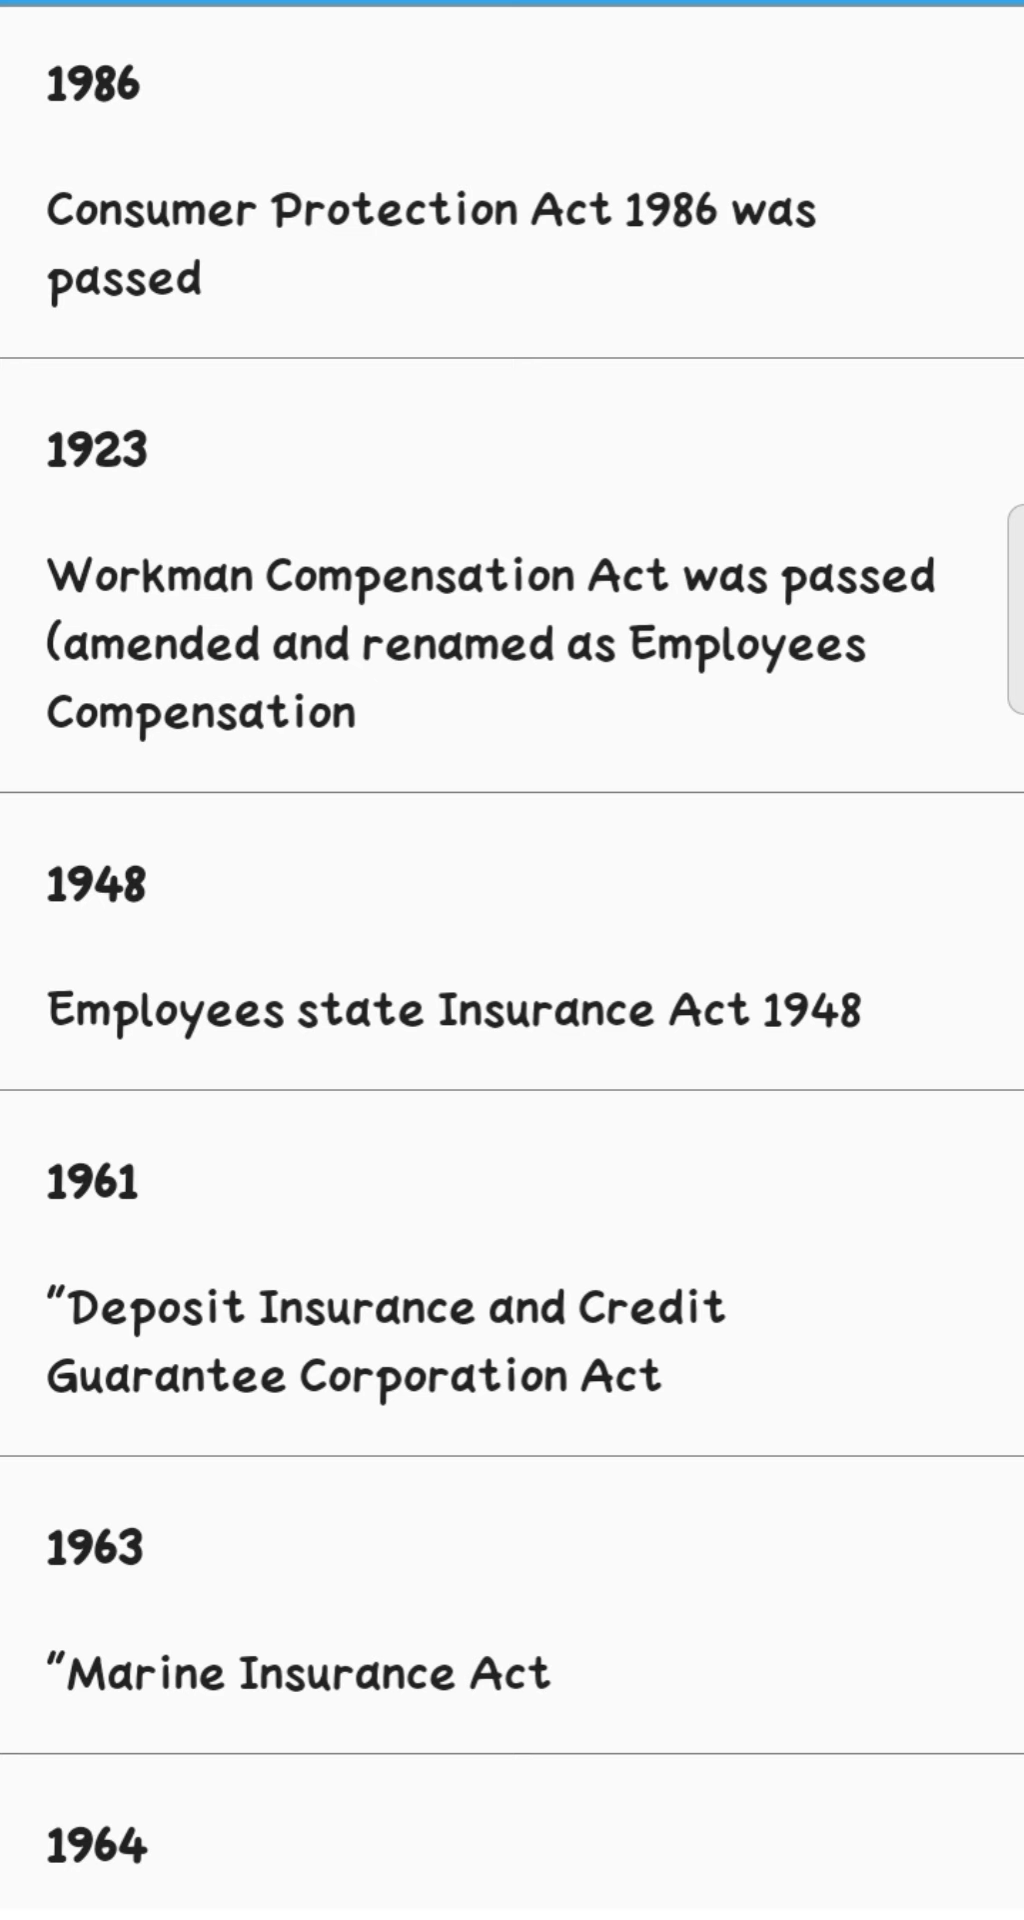 1986
Consumer Protection Act 1986 was
passed
1923
Workman Compensation Act was passed
(amended and renamed as Employees
Compensation
1948
Employees state Insurance Act 1948
1961
"Deposit Insurance and Credit
Guarantee Corporation Act
1963
"Marine Insurance Act
1964